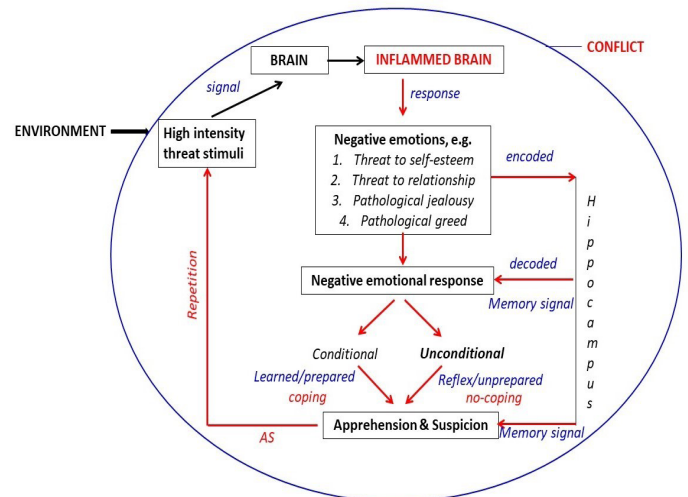 CONFLICT
BRAIN
INFLAMMED BRAIN
signal
response
ENVIRONMENT
High intensity
threat stimuli
Negative emotions, e.g.
1. Threat to self-esteem
2. Threat to relationship
3. Pathological jealousy
4. Pathological greed
encoded
Hippocampus
Negative emotional response
decoded
Memory signal
Repetition
Conditional
Unconditional
Learned/prepared
coping
Reflex/unprepared
no-coping
Apprehension & Suspicion
Memory signal
AS